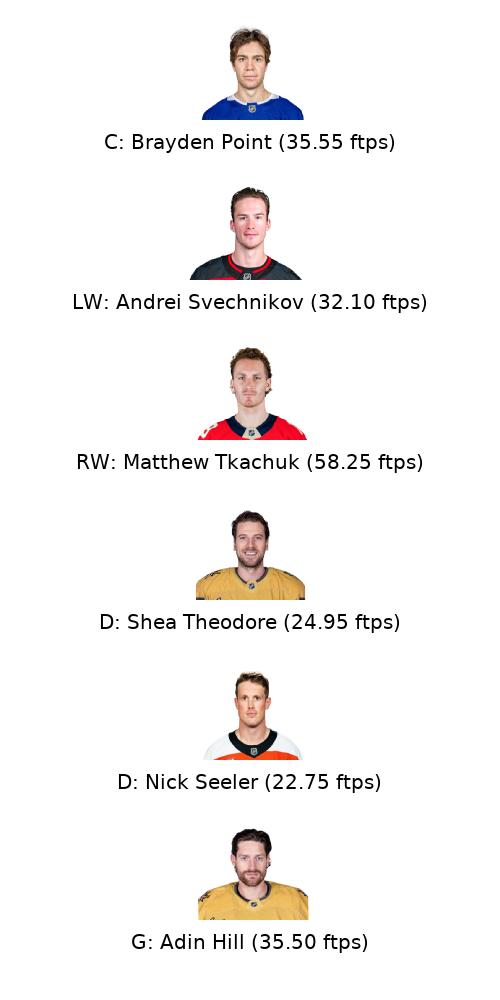 C: Brayden Point (35.55 ftps)
LW: Andrei Svechnikov (32.10 ftps)
RW: Matthew Tkachuk (58.25 ftps)
D: Shea Theodore (24.95 ftps)
D: Nick Seeler (22.75 ftps)
G: Adin Hill (35.50 ftps)